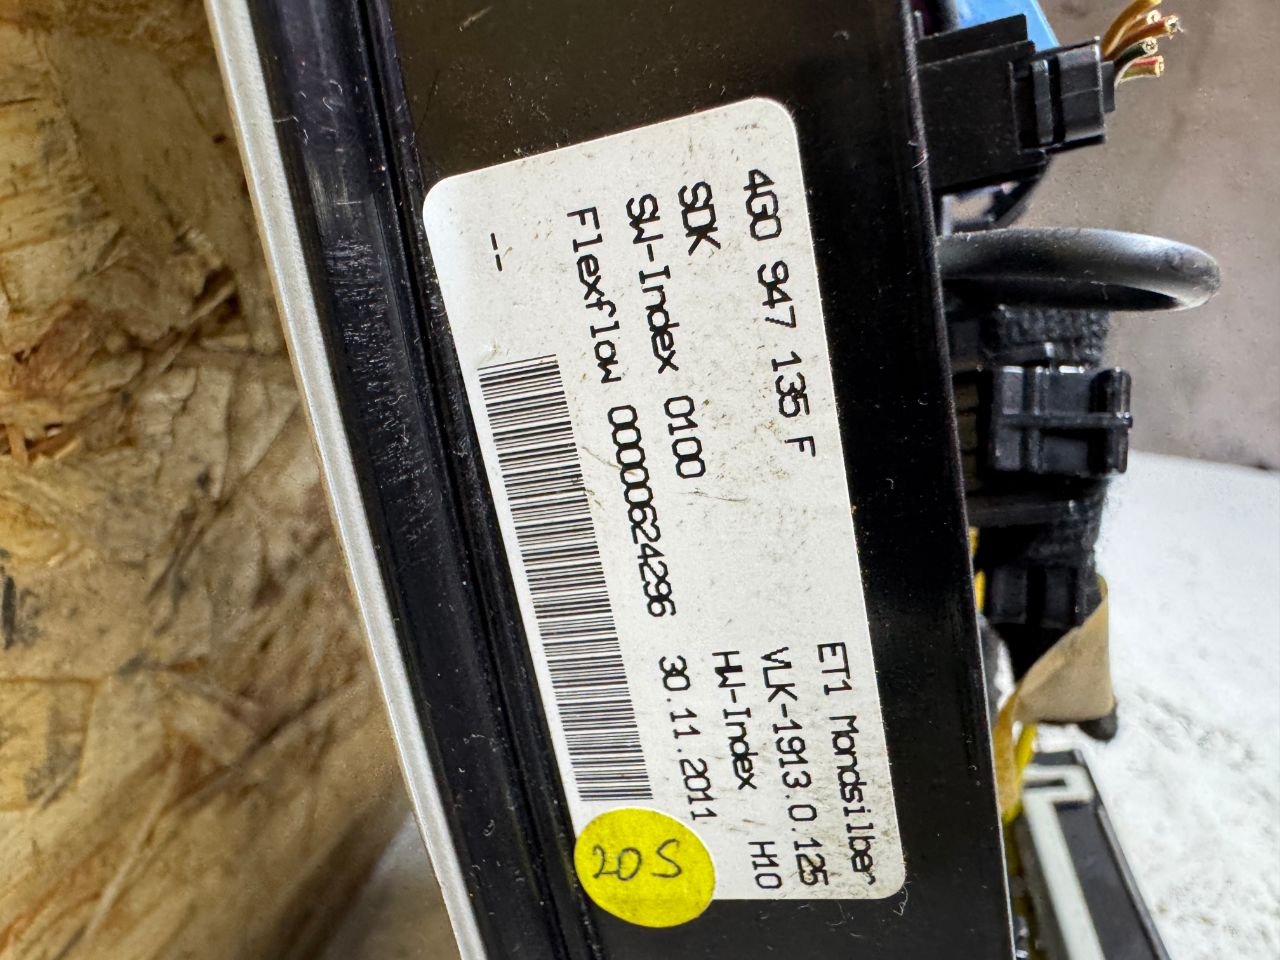 4G0 947 135 F ET1 Mondsilber
SDK VLK-1913.0.125
SW-Index 0100 HW-Index H10
Flexflow 00000624296 30.11.2011
--
20S